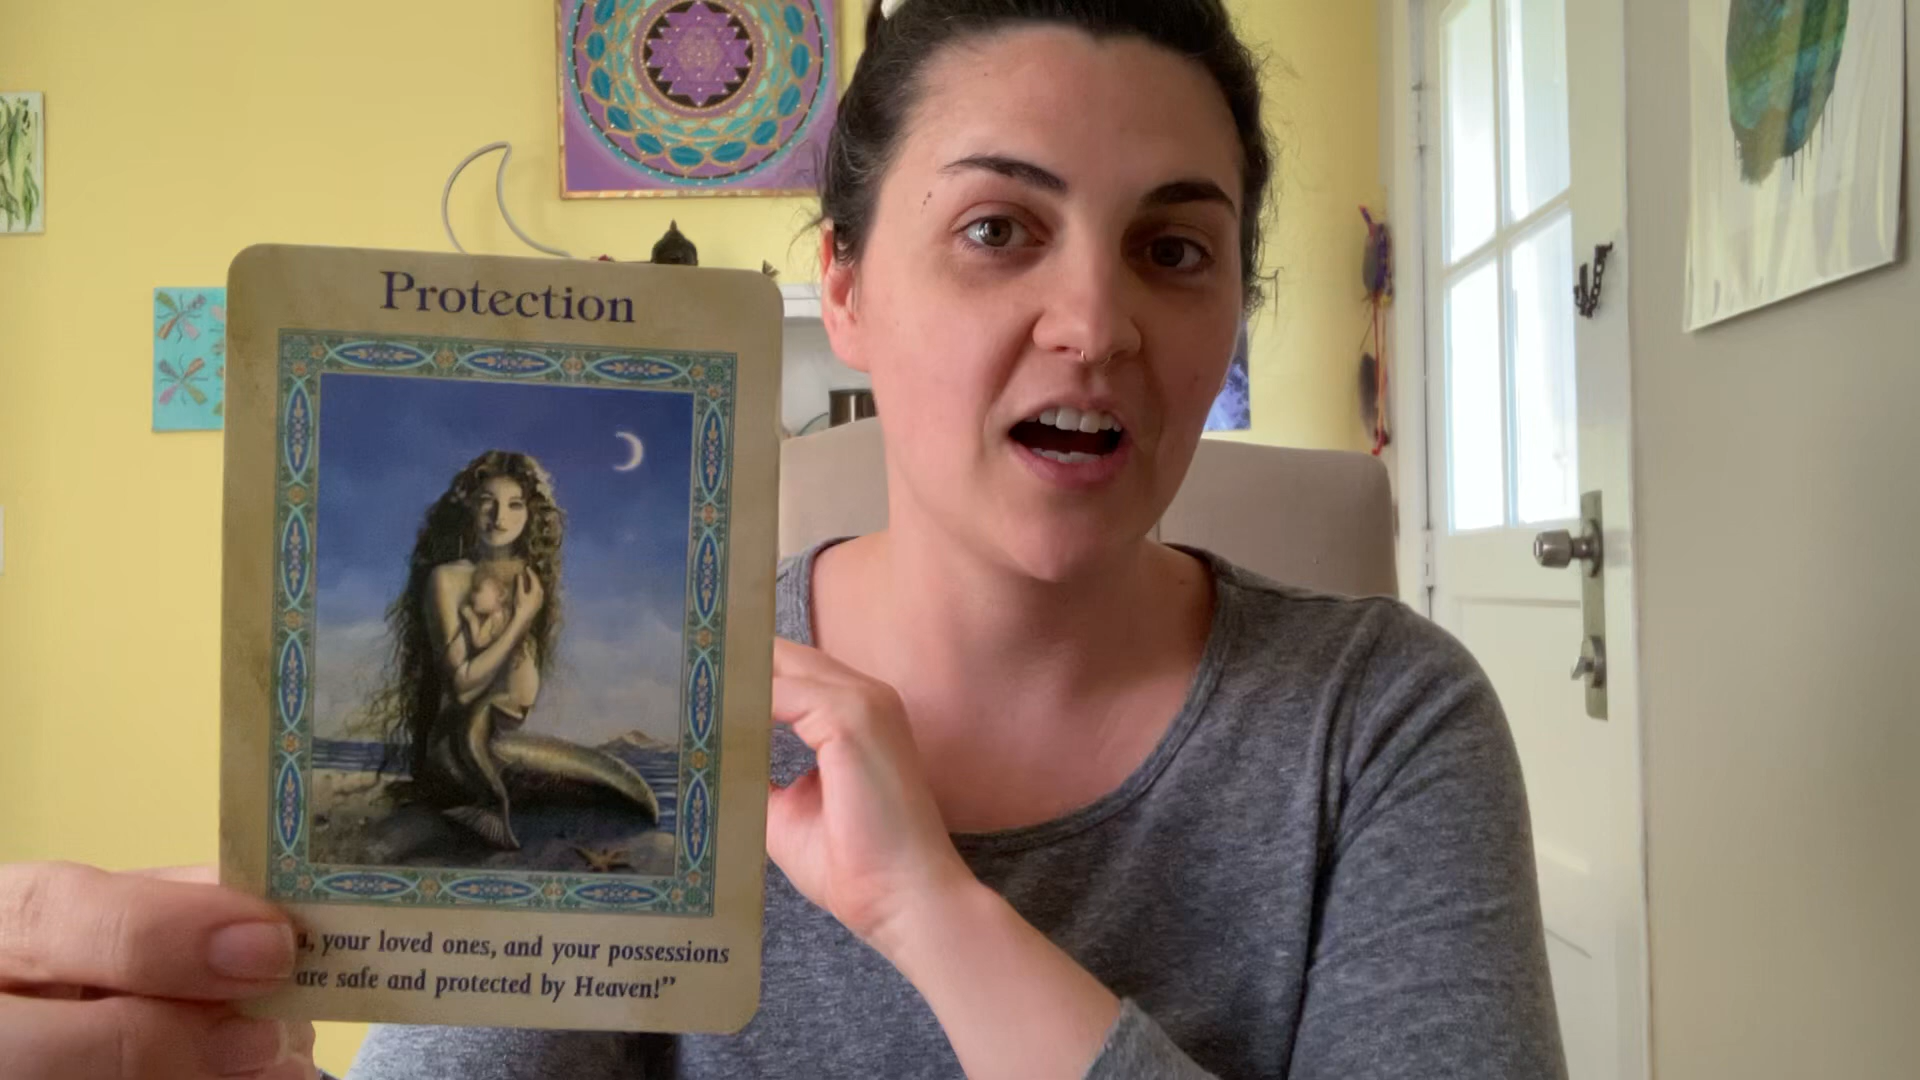 Protection
, your loved ones, and your possessions
are safe and protected by Heaven!”